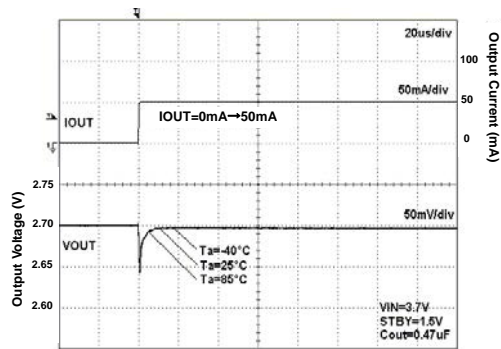 20us/div
Output Current (mA)
100
50mA/div
IOUT
IOUT=0mA→50mA
50
0
Output Voltage (V)
2.75
50mV/div
2.70
VOUT
Ta=-40°C
Ta=25°C
2.65
Ta=85°C
2.60
VIN=3.7V
STBY=1.5V
Cout=0.47uF